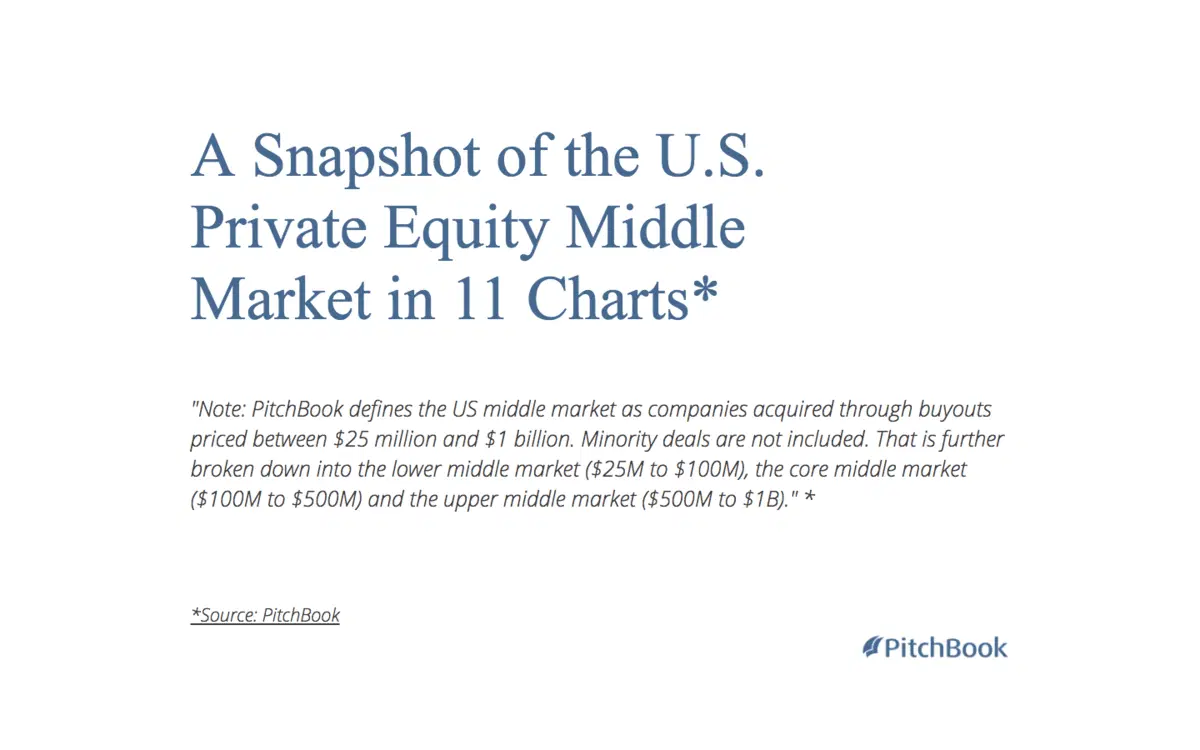 A Snapshot of the U.S.
Private Equity Middle
Market in 11 Charts*
"Note: PitchBook defines the US middle market as companies acquired through buyouts
priced between $25 million and $1 billion. Minority deals are not included. That is further
broken down into the lower middle market ($25M to $100M), the core middle market
($100M to $500M) and the upper middle market ($500M to $1B)." *
*Source: PitchBook
PitchBook